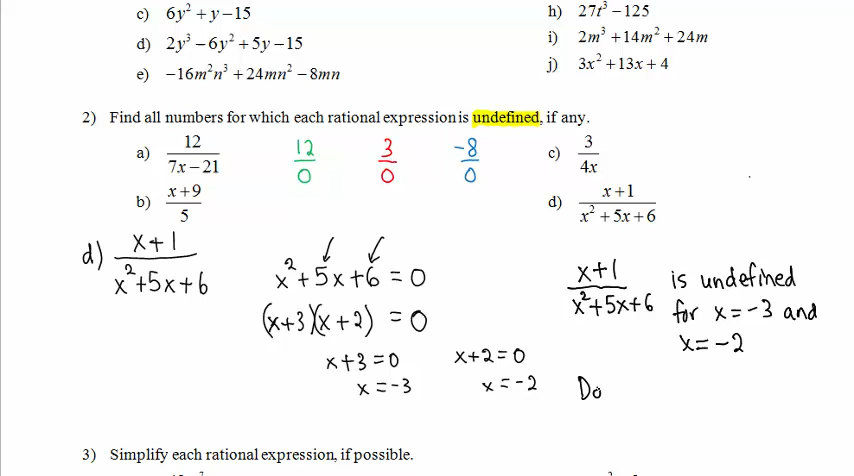 c) 6y² + y − 15
h) 27t³ − 125
d) 2y³ − 6y² + 5y − 15
i) 2m³ + 14m² + 24m
e) −16m²n³ + 24mn² − 8mn
j) 3x² + 13x + 4
2) Find all numbers for which each rational expression is undefined, if any.
a) 12/(7x − 21)
12/0
3/0
-8/0
c) 3/(4x)
b) (x + 9)/5
d) (x + 1)/(x² + 5x + 6)
d) (x+1)/(x²+5x+6)
x²+5x+6 = 0
(x+3)(x+2) = 0
x+3=0
x=-3
x+2=0
x=-2
(x+1)/(x²+5x+6) is undefined
for x=-3 and
x=-2
Do
3) Simplify each rational expression, if possible.